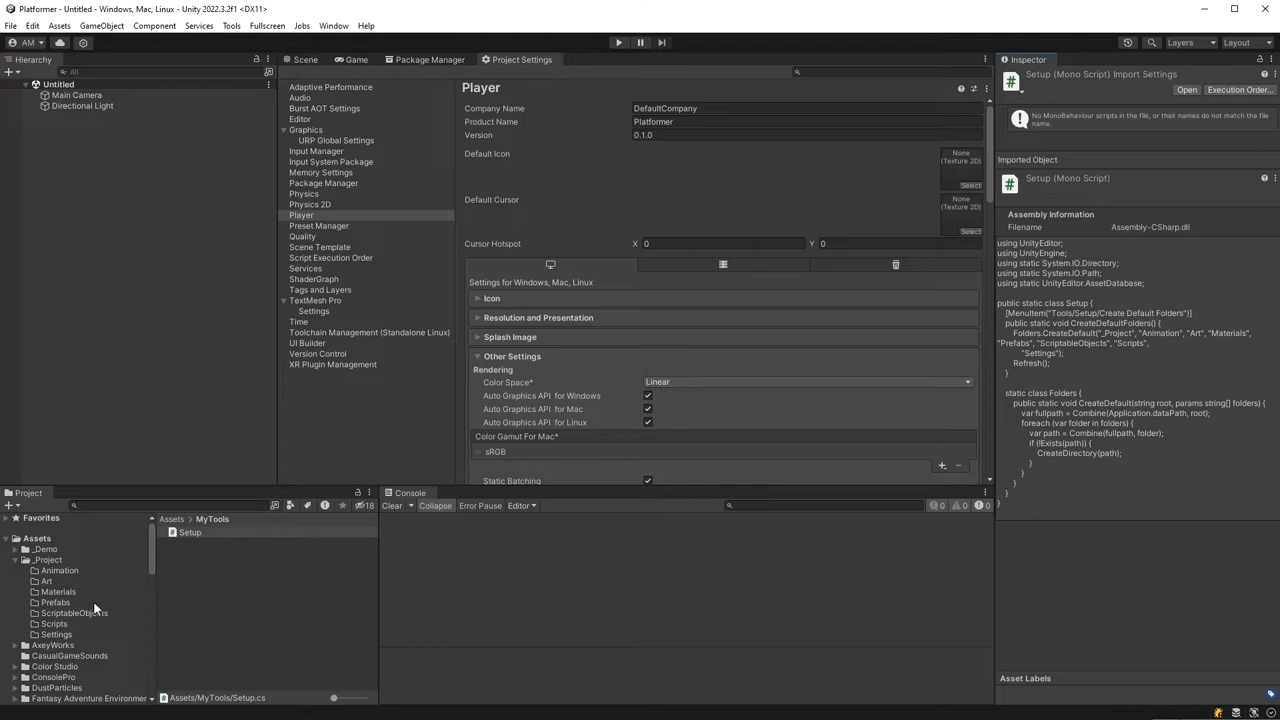 Platformer - Untitled - Windows, Mac, Linux - Unity 2022.3.2f1 <DX11>
File Edit Assets GameObject Component Services Tools Fullscreen Jobs Window Help
AM
Layers Layout
Hierarchy
All
Untitled
Main Camera
Directional Light
Scene Game Package Manager Project Settings
Adaptive Performance
Audio
Burst AOT Settings
Editor
Graphics
URP Global Settings
Input Manager
Input System Package
Memory Settings
Package Manager
Physics
Physics 2D
Player
Preset Manager
Quality
Scene Template
Script Execution Order
Services
ShaderGraph
Tags and Layers
TextMesh Pro
Settings
Time
Toolchain Management (Standalone Linux)
UI Builder
Version Control
XR Plugin Management
Player
Company Name DefaultCompany
Product Name Platformer
Version 0.1.0
Default Icon
None
(Texture 2D)
Select
Default Cursor
None
(Texture 2D)
Select
Cursor Hotspot X 0 Y 0
Settings for Windows, Mac, Linux
Icon
Resolution and Presentation
Splash Image
Other Settings
Rendering
Color Space* Linear
Auto Graphics API for Windows
Auto Graphics API for Mac
Auto Graphics API for Linux
Color Gamut For Mac*
sRGB
Static Batching
Inspector
Setup (Mono Script) Import Settings
Open Execution Order...
No MonoBehaviour scripts in the file, or their names do not match the file
name.
Imported Object
Setup (Mono Script)
Assembly Information
Filename Assembly-CSharp.dll
using UnityEditor;
using UnityEngine;
using static System.IO.Directory;
using static System.IO.Path;
using static UnityEditor.AssetDatabase;
public static class Setup {
[MenuItem("Tools/Setup/Create Default Folders")]
public static void CreateDefaultFolders() {
Folders.CreateDefault("_Project", "Animation", "Art", "Materials",
"Prefabs", "ScriptableObjects", "Scripts",
"Settings");
Refresh();
}
static class Folders {
public static void CreateDefault(string root, params string[] folders) {
var fullpath = Combine(Application.dataPath, root);
foreach (var folder in folders) {
var path = Combine(fullpath, folder);
if (!Exists(path)) {
CreateDirectory(path);
}
}
}
}
}
Asset Labels
Project
18
Favorites
Assets
_Demo
_Project
Animation
Art
Materials
Prefabs
ScriptableObjects
Scripts
Settings
AxeyWorks
CasualGameSounds
Color Studio
ConsolePro
DustParticles
Fantasy Adventure Environmer
Assets MyTools
Setup
Assets/MyTools/Setup.cs
Console
Clear Collapse Error Pause Editor
0 0 0